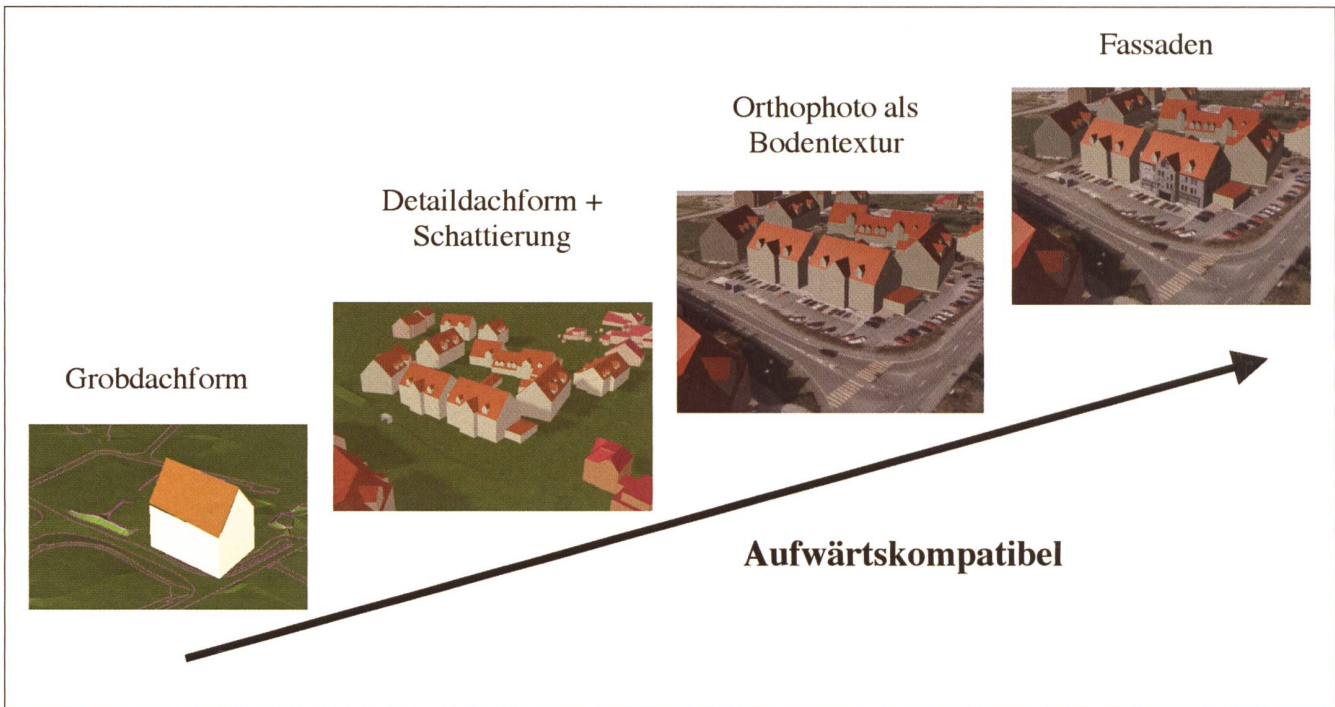 Grobdachform
Detaildachform +
Schattierung
Orthophoto als
Bodentextur
Fassaden
Aufwärtskompatibel